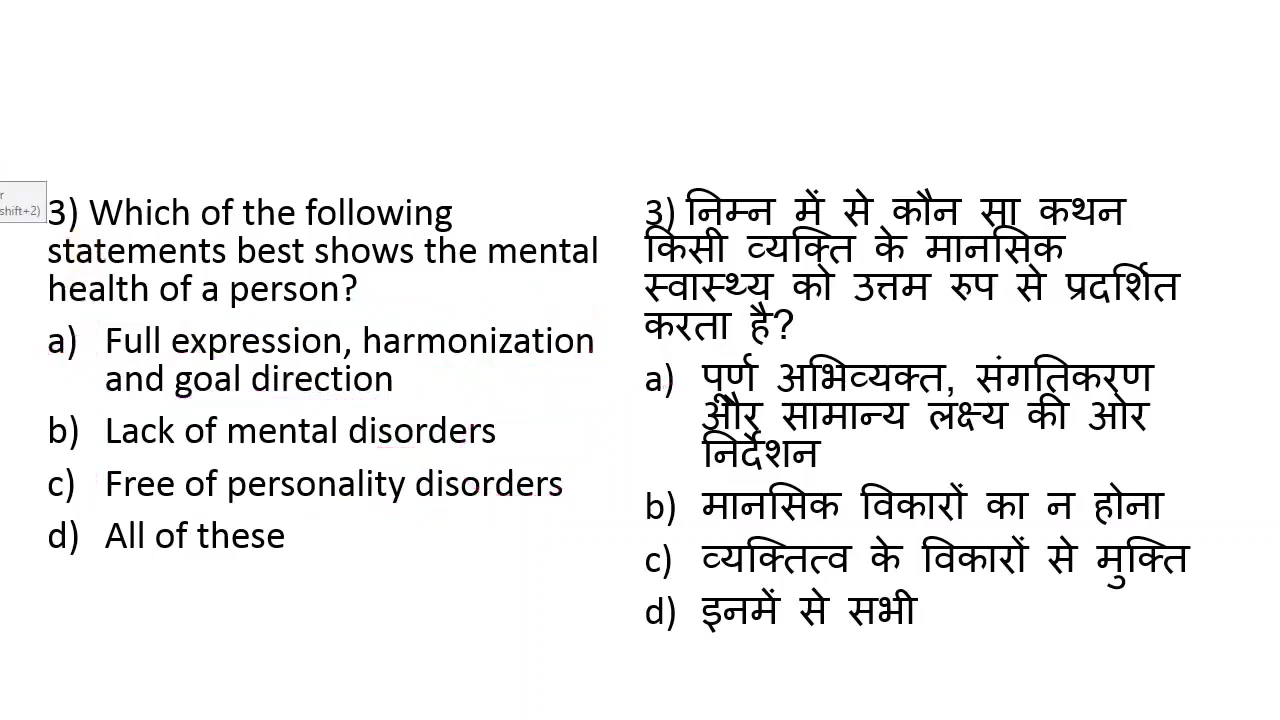 r
shift+2)
3) Which of the following
statements best shows the mental
health of a person?
a) Full expression, harmonization
and goal direction
b) Lack of mental disorders
c) Free of personality disorders
d) All of these
3) निम्न में से कौन सा कथन
किसी व्यक्ति के मानसिक
स्वास्थ्य को उत्तम रुप से प्रदर्शित
करता है?
a) पूर्ण अभिव्यक्त, संगतिकरण
और सामान्य लक्ष्य की ओर
निर्देशन
b) मानसिक विकारों का न होना
c) व्यक्तित्व के विकारों से मुक्ति
d) इनमें से सभी